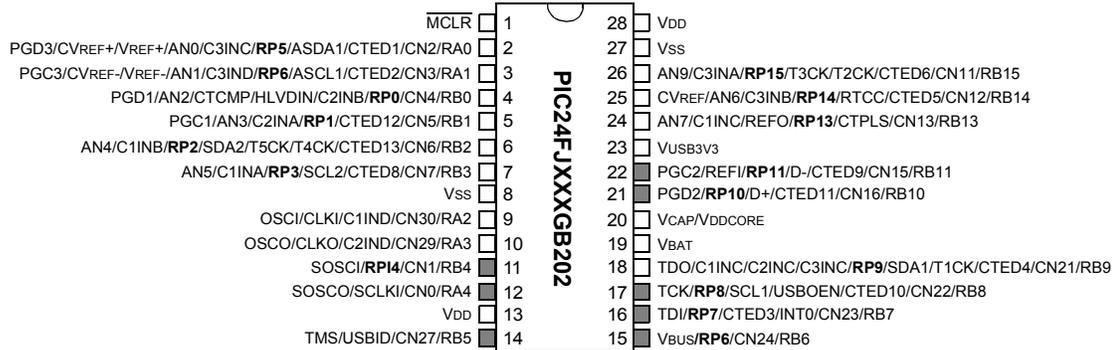 MCLR 1
PGD3/CVREF+/VREF+/AN0/C3INC/RP5/ASDA1/CTED1/CN2/RA0 2
PGC3/CVREF-/VREF-/AN1/C3IND/RP6/ASCL1/CTED2/CN3/RA1 3
PGD1/AN2/CTCMP/HLVDIN/C2INB/RP0/CN4/RB0 4
PGC1/AN3/C2INA/RP1/CTED12/CN5/RB1 5
AN4/C1INB/RP2/SDA2/T5CK/T4CK/CTED13/CN6/RB2 6
AN5/C1INA/RP3/SCL2/CTED8/CN7/RB3 7
VSS 8
OSCI/CLKI/C1IND/CN30/RA2 9
OSCO/CLKO/C2IND/CN29/RA3 10
SOSCI/RPI4/CN1/RB4 11
SOSCO/SCLKI/CN0/RA4 12
VDD 13
TMS/USBID/CN27/RB5 14
PIC24FJXXXGB202
28 VDD
27 VSS
26 AN9/C3INA/RP15/T3CK/T2CK/CTED6/CN11/RB15
25 CVREF/AN6/C3INB/RP14/RTCC/CTED5/CN12/RB14
24 AN7/C1INC/REFO/RP13/CTPLS/CN13/RB13
23 VUSB3V3
22 PGC2/REFI/RP11/D-/CTED9/CN15/RB11
21 PGD2/RP10/D+/CTED11/CN16/RB10
20 VCAP/VDDCORE
19 VBAT
18 TDO/C1INC/C2INC/C3INC/RP9/SDA1/T1CK/CTED4/CN21/RB9
17 TCK/RP8/SCL1/USBOEN/CTED10/CN22/RB8
16 TDI/RP7/CTED3/INT0/CN23/RB7
15 VBUS/RP6/CN24/RB6